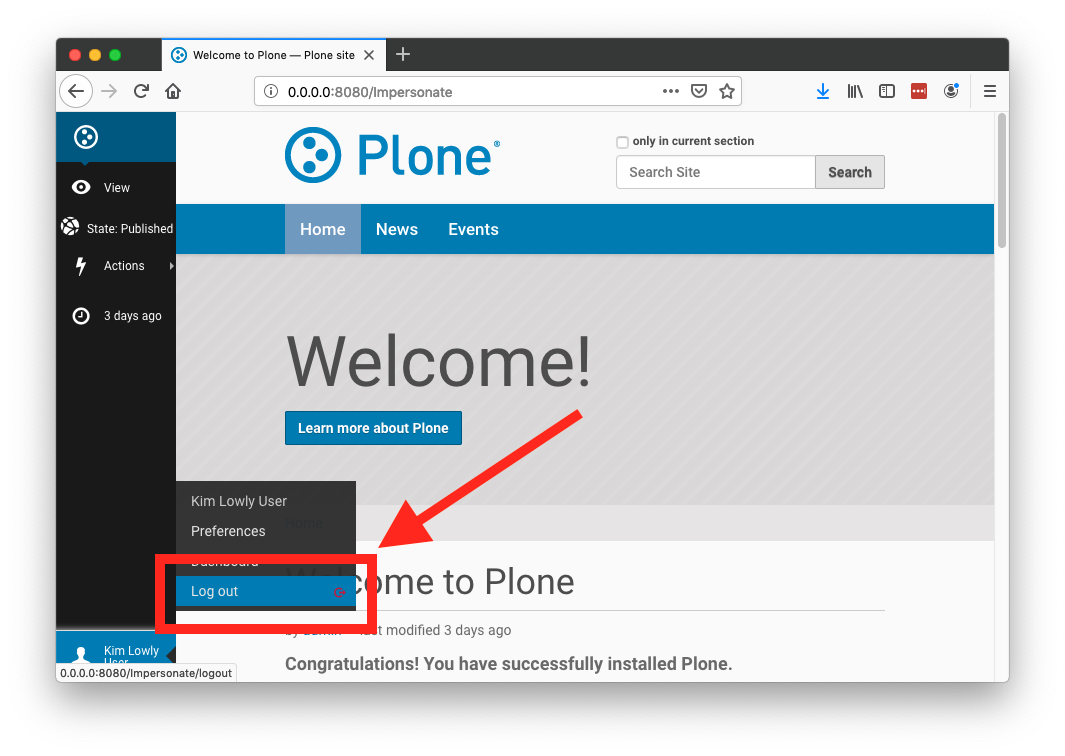 Welcome to Plone — Plone site
0.0.0.0:8080/Impersonate
Plone®
only in current section
Search Site
Search
View
State: Published
Actions
3 days ago
Home
News
Events
Welcome!
Learn more about Plone
Kim Lowly User
Preferences
Home
Dashboard
Log out
Welcome to Plone
by admin — last modified 3 days ago
Congratulations! You have successfully installed Plone.
Kim Lowly
User
0.0.0.0:8080/Impersonate/logout